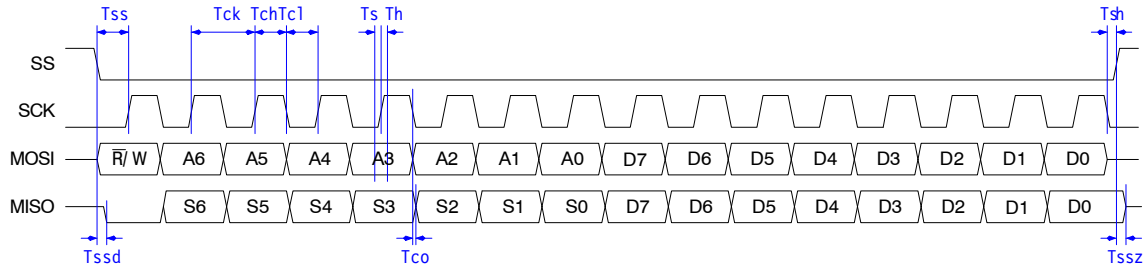 Tss Tck Tch Tcl Ts Th Tsh
SS
SCK
MOSI R/W A6 A5 A4 A3 A2 A1 A0 D7 D6 D5 D4 D3 D2 D1 D0
MISO S6 S5 S4 S3 S2 S1 S0 D7 D6 D5 D4 D3 D2 D1 D0
Tssd Tco Tssz